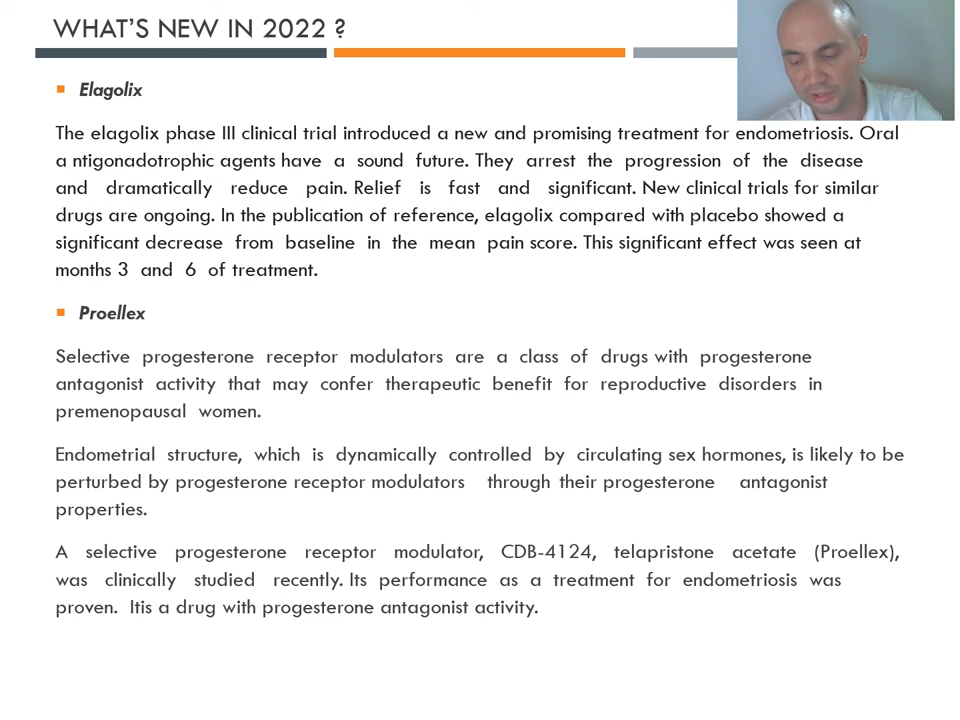 WHAT'S NEW IN 2022 ?
Elagolix
The elagolix phase III clinical trial introduced a new and promising treatment for endometriosis. Oral
a ntigonadotrophic agents have a sound future. They arrest the progression of the disease
and dramatically reduce pain. Relief is fast and significant. New clinical trials for similar
drugs are ongoing. In the publication of reference, elagolix compared with placebo showed a
significant decrease from baseline in the mean pain score. This significant effect was seen at
months 3 and 6 of treatment.
Proellex
Selective progesterone receptor modulators are a class of drugs with progesterone
antagonist activity that may confer therapeutic benefit for reproductive disorders in
premenopausal women.
Endometrial structure, which is dynamically controlled by circulating sex hormones, is likely to be
perturbed by progesterone receptor modulators through their progesterone antagonist
properties.
A selective progesterone receptor modulator, CDB-4124, telapristone acetate (Proellex),
was clinically studied recently. Its performance as a treatment for endometriosis was
proven. Itis a drug with progesterone antagonist activity.